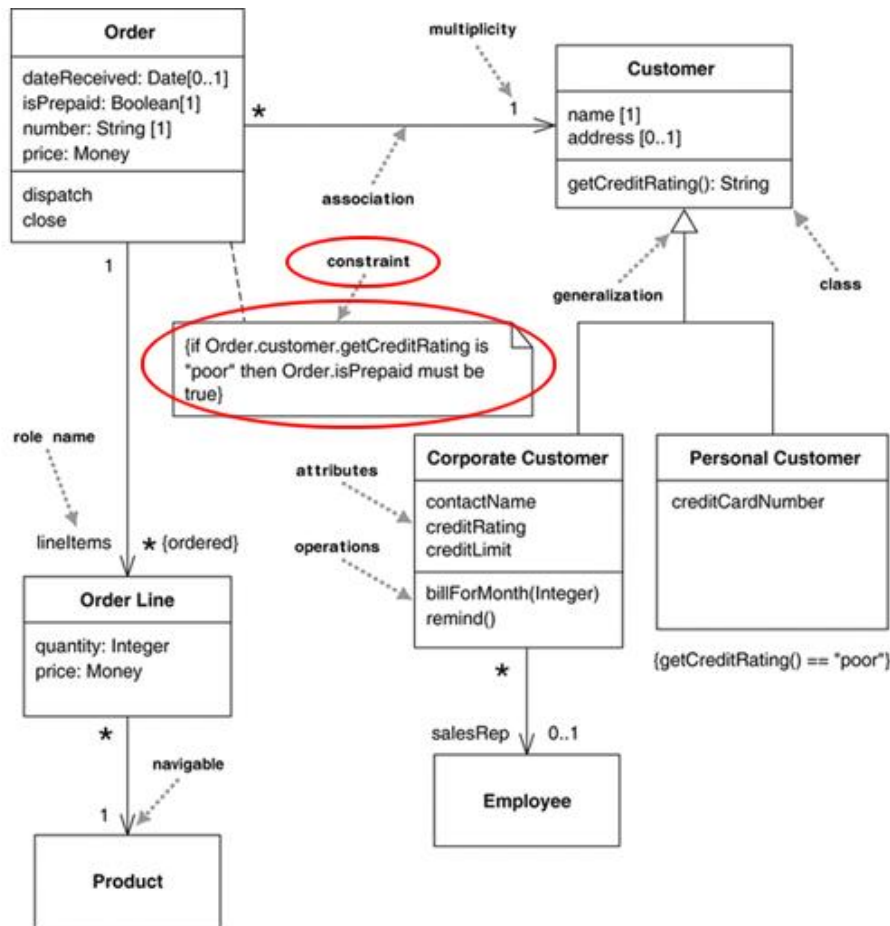 Order
dateReceived: Date[0..1]
isPrepaid: Boolean[1]
number: String [1]
price: Money
dispatch
close
multiplicity
Customer
name [1]
address [0..1]
getCreditRating(): String
*
1
association
1
constraint
generalization
class
{if Order.customer.getCreditRating is
"poor" then Order.isPrepaid must be
true}
role name
lineItems
* {ordered}
attributes
operations
Corporate Customer
contactName
creditRating
creditLimit
billForMonth(Integer)
remind()
Personal Customer
creditCardNumber
{getCreditRating() == "poor"}
Order Line
quantity: Integer
price: Money
*
navigable
1
Product
*
salesRep
0..1
Employee